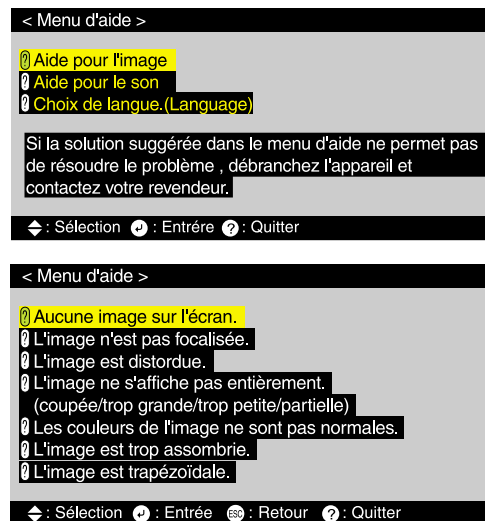 < Menu d'aide >
? Aide pour l'image
? Aide pour le son
? Choix de langue.(Language)
Si la solution suggérée dans le menu d'aide ne permet pas
de résoudre le problème , débranchez l'appareil et
contactez votre revendeur.
: Sélection : Entrére ? : Quitter
< Menu d'aide >
? Aucune image sur l'écran.
? L'image n'est pas focalisée.
? L'image est distordue.
? L'image ne s'affiche pas entièrement.
(coupée/trop grande/trop petite/partielle)
? Les couleurs de l'image ne sont pas normales.
? L'image est trop assombrie.
? L'image est trapézoïdale.
: Sélection : Entrée ESC : Retour ? : Quitter